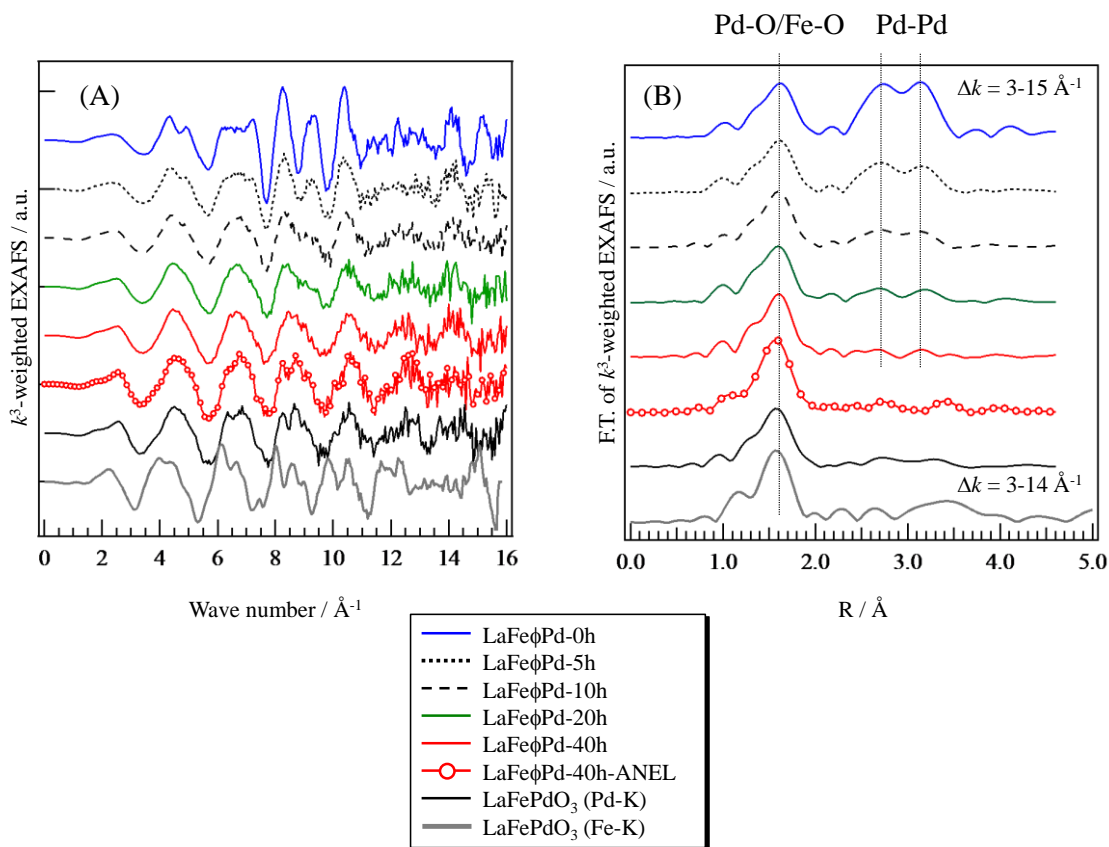 Pd-O/Fe-O Pd-Pd
(A)
(B)
Δk = 3-15 Å-1
Δk = 3-14 Å-1
k3-weighted EXAFS / a.u.
F.T. of k3-weighted EXAFS / a.u.
0 2 4 6 8 10 12 14 16
0.0 1.0 2.0 3.0 4.0 5.0
Wave number / Å-1
R / Å
LaFeϕPd-0h
LaFeϕPd-5h
LaFeϕPd-10h
LaFeϕPd-20h
LaFeϕPd-40h
LaFeϕPd-40h-ANEL
LaFePdO3 (Pd-K)
LaFePdO3 (Fe-K)